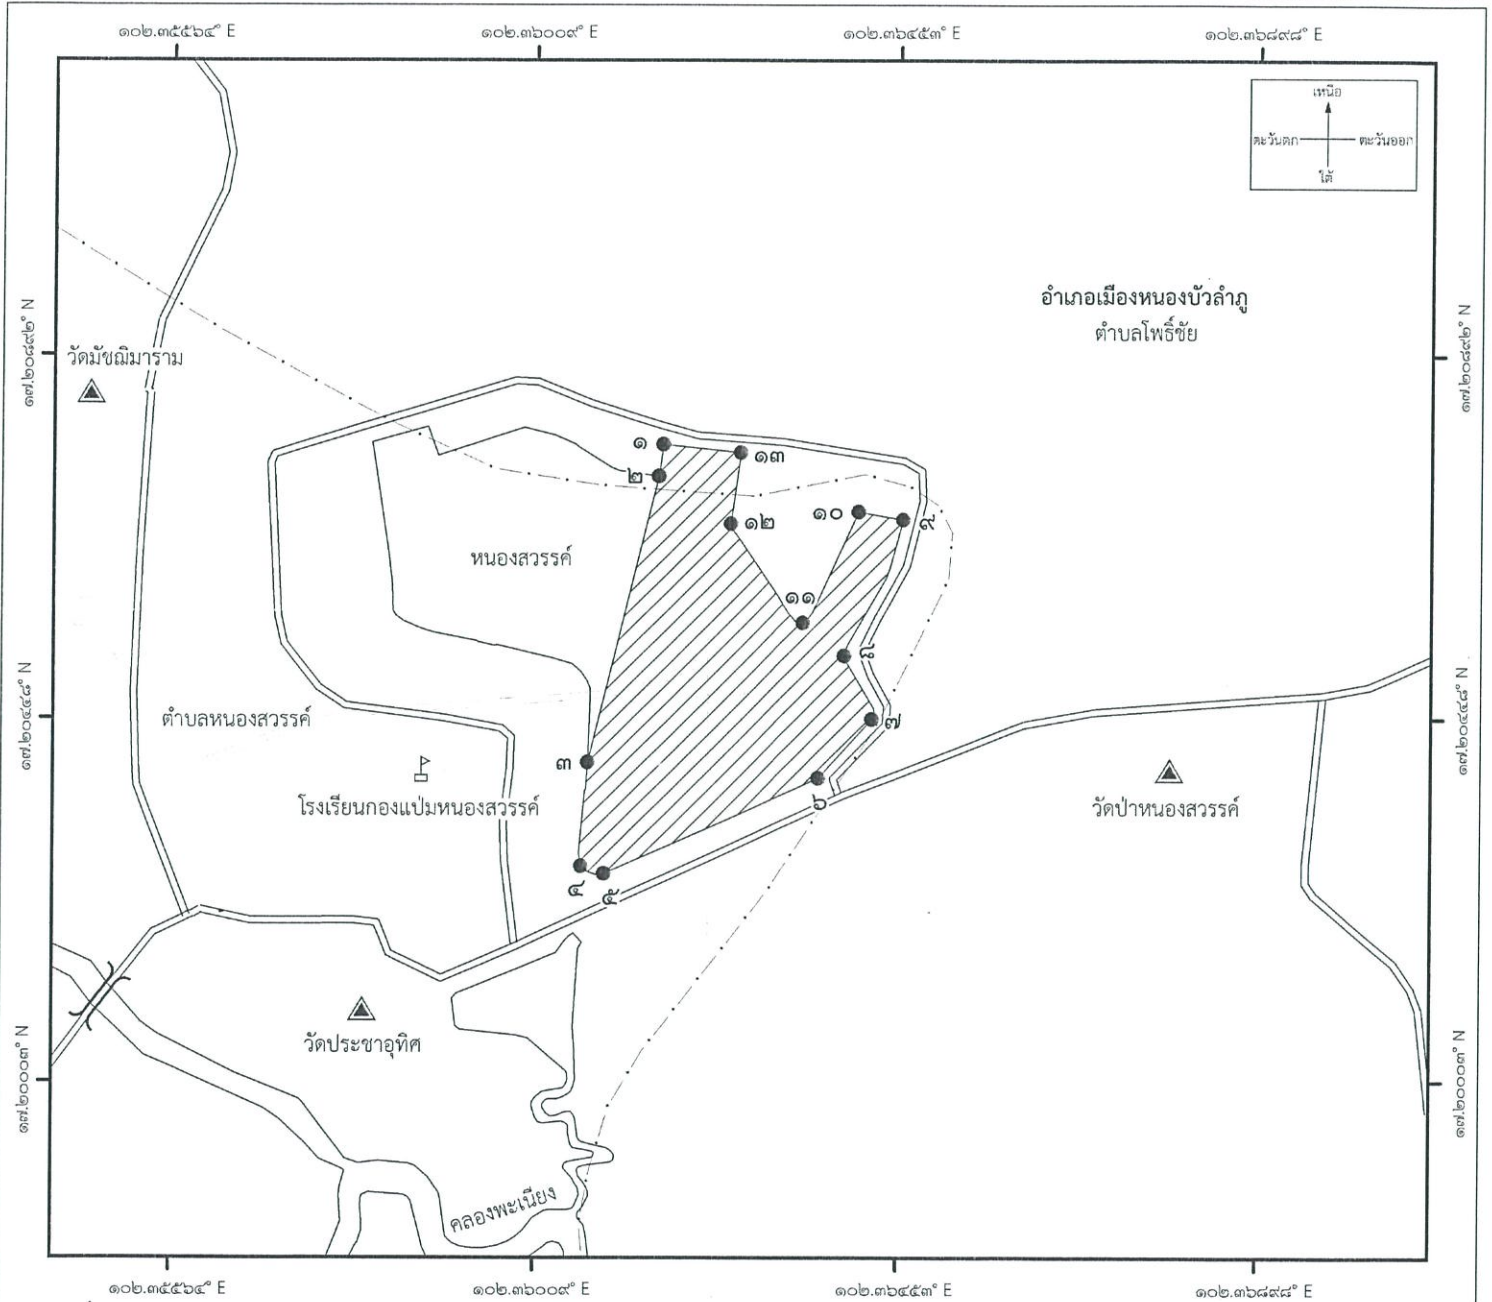 ๑๐๒.๓๕๕๖๔° E
๑๐๒.๓๖๐๐๙° E
๑๐๒.๓๖๔๕๓° E
๑๐๒.๓๖๘๙๘° E
เหนือ
ตะวันตก
ตะวันออก
ใต้
อำเภอเมืองหนองบัวลำภู
ตำบลโพธิ์ชัย
๑๗.๒๐๘๙๒° N
๑๗.๒๐๘๙๒° N
วัดมัชฌิมาราม
๑
๑๓
๒
๑๒
๑๐
๙
หนองสวรรค์
๑๑
๘
๑๗.๒๐๔๔๘° N
๑๗.๒๐๔๔๘° N
ตำบลหนองสวรรค์
๗
๓
โรงเรียนกองแป่มหนองสวรรค์
๖
วัดป่าหนองสวรรค์
๔
๕
วัดประชาอุทิศ
๑๗.๒๐๐๐๓° N
๑๗.๒๐๐๐๓° N
คลองพะเนียง
๑๐๒.๓๕๕๖๔° E
๑๐๒.๓๖๐๐๙° E
๑๐๒.๓๖๔๕๓° E
๑๐๒.๓๖๘๙๘° E